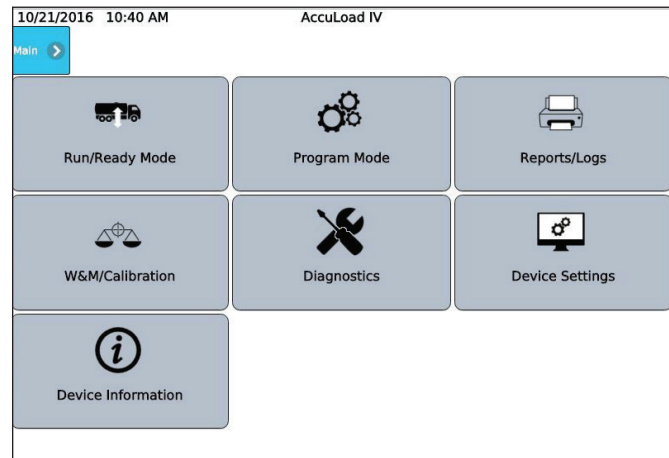 10/21/2016 10:40 AM AccuLoad IV
Main
Run/Ready Mode Program Mode Reports/Logs
W&M/Calibration Diagnostics Device Settings
i
Device Information